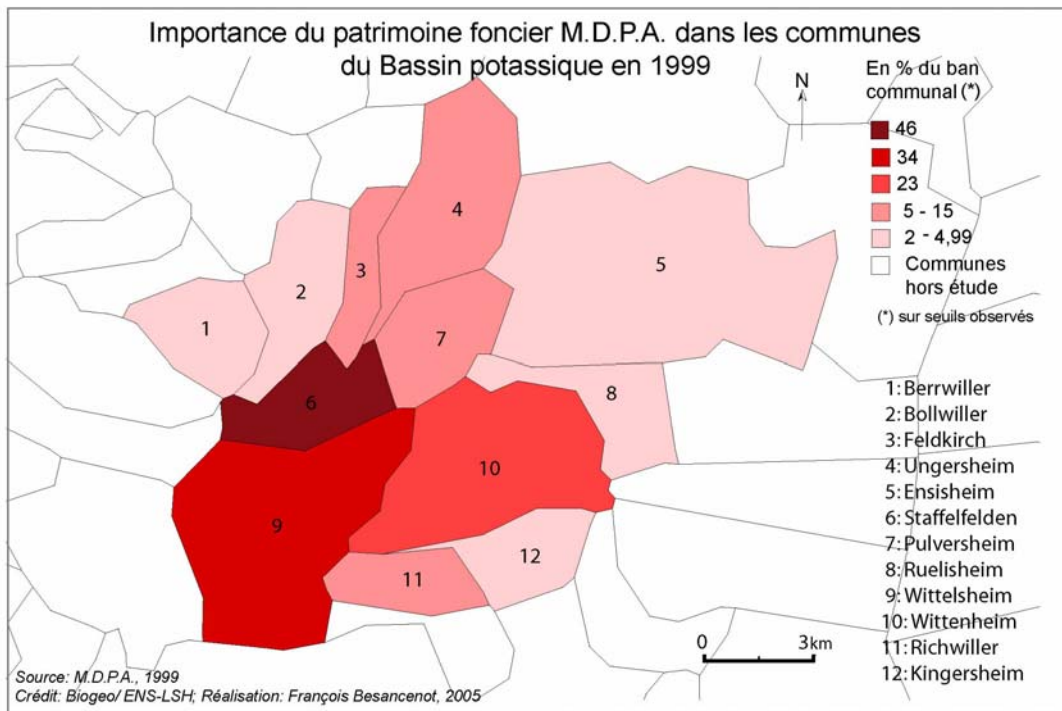 Importance du patrimoine foncier M.D.P.A. dans les communes
du Bassin potassique en 1999
N
En % du ban
communal (*)
46
34
23
5 - 15
2 - 4,99
Communes
hors étude
(*) sur seuils observés
1
2
3
4
5
6
7
8
9
10
11
12
1: Berrwiller
2: Bollwiller
3: Feldkirch
4: Ungersheim
5: Ensisheim
6: Staffelfelden
7: Pulversheim
8: Ruelisheim
9: Wittelsheim
10: Wittenheim
11: Richwiller
12: Kingersheim
0 3km
Source: M.D.P.A., 1999
Crédit: Biogeo/ ENS-LSH; Réalisation: François Besancenot, 2005